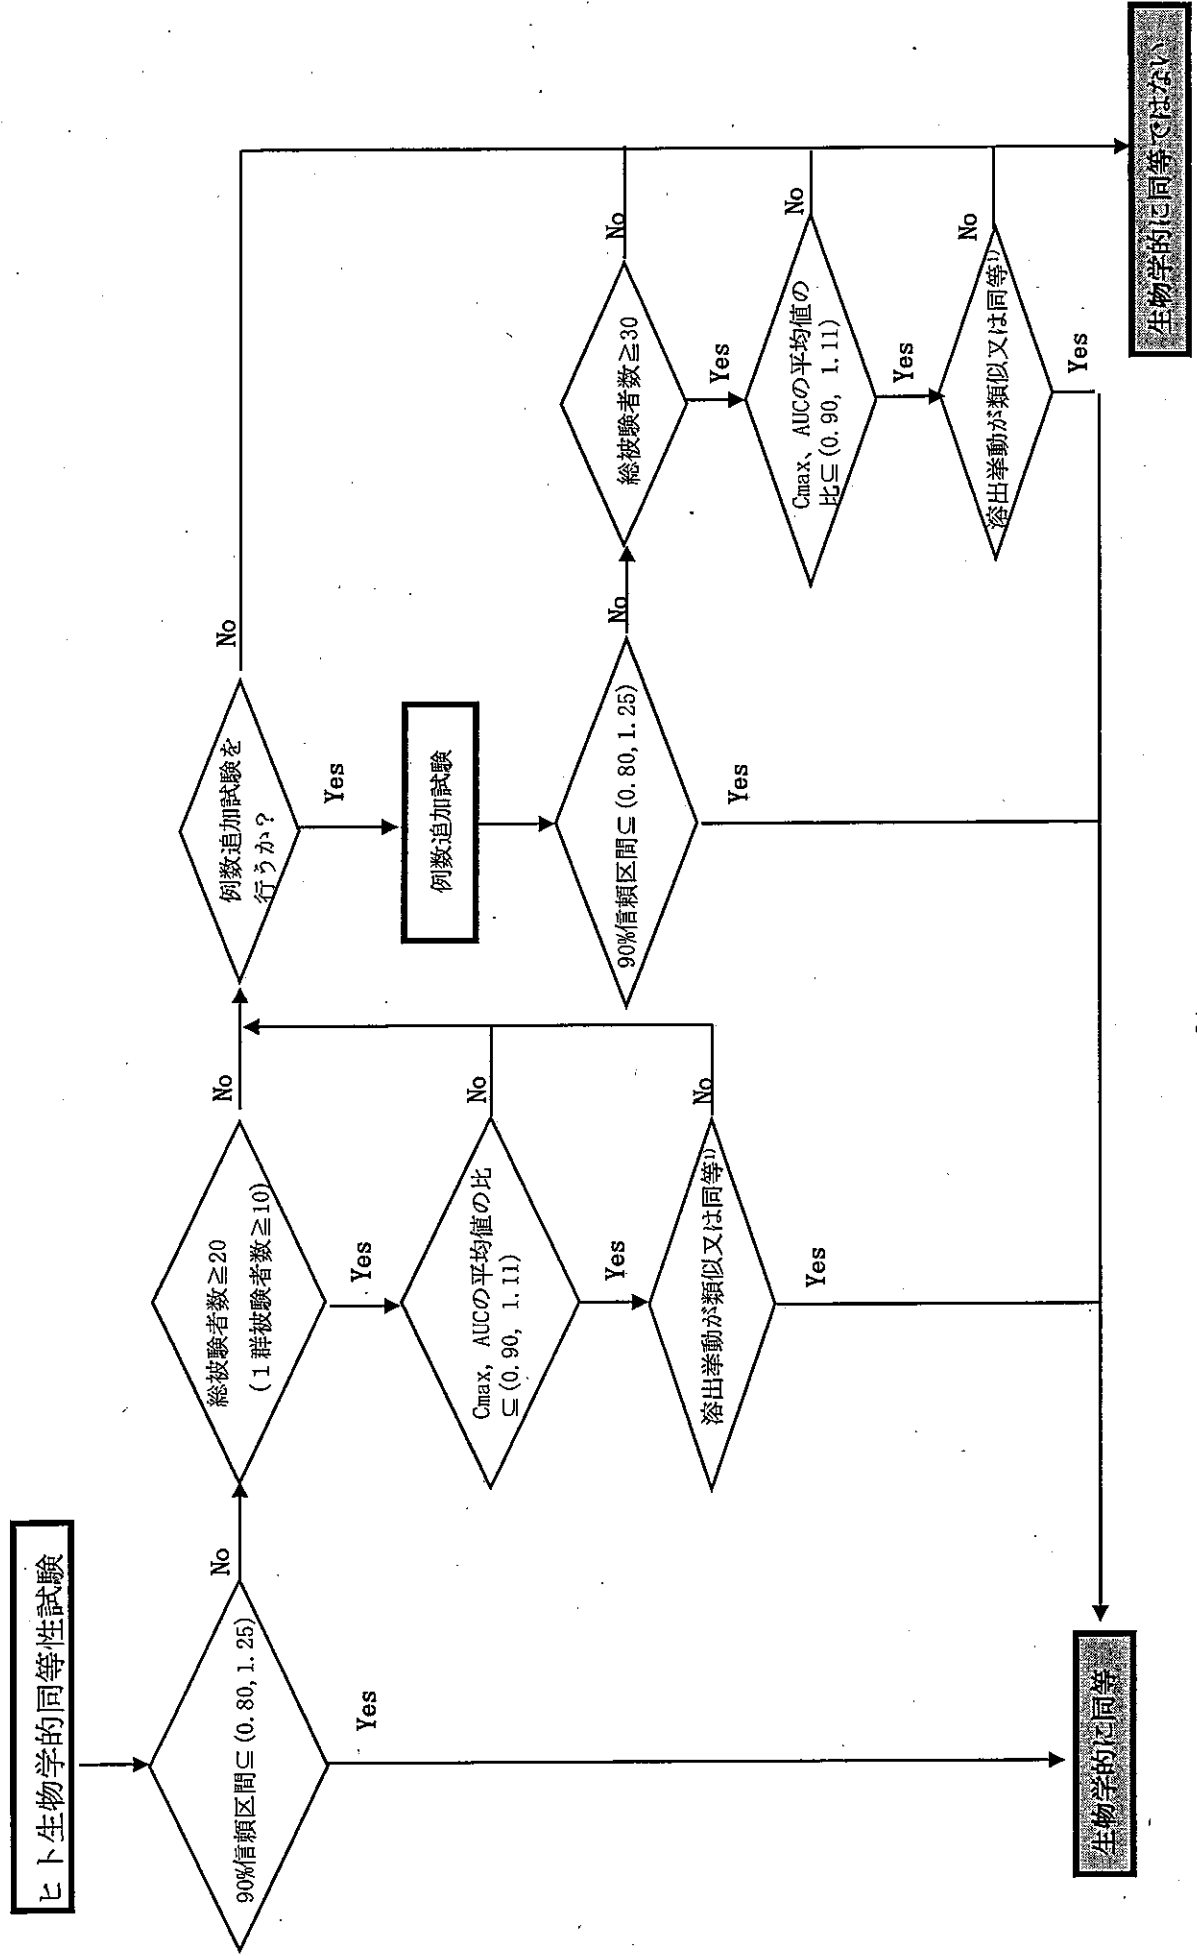 ヒト生物学的同等性試験
90%信頼区間⊆(0.80,1.25)
No
Yes
総被験者数≧20
(1群被験者数≧10)
No
Yes
Cmax, AUCの平均値の比
⊆(0.90, 1.11)
No
Yes
溶出挙動が類似又は同等1)
No
Yes
例数追加試験を
行うか?
No
Yes
例数追加試験
90%信頼区間⊆(0.80,1.25)
No
Yes
総被験者数≧30
No
Yes
Cmax、AUCの平均値の
比⊆(0.90, 1.11)
No
Yes
溶出挙動が類似又は同等1)
No
Yes
生物学的に同等
生物学的に同等ではない